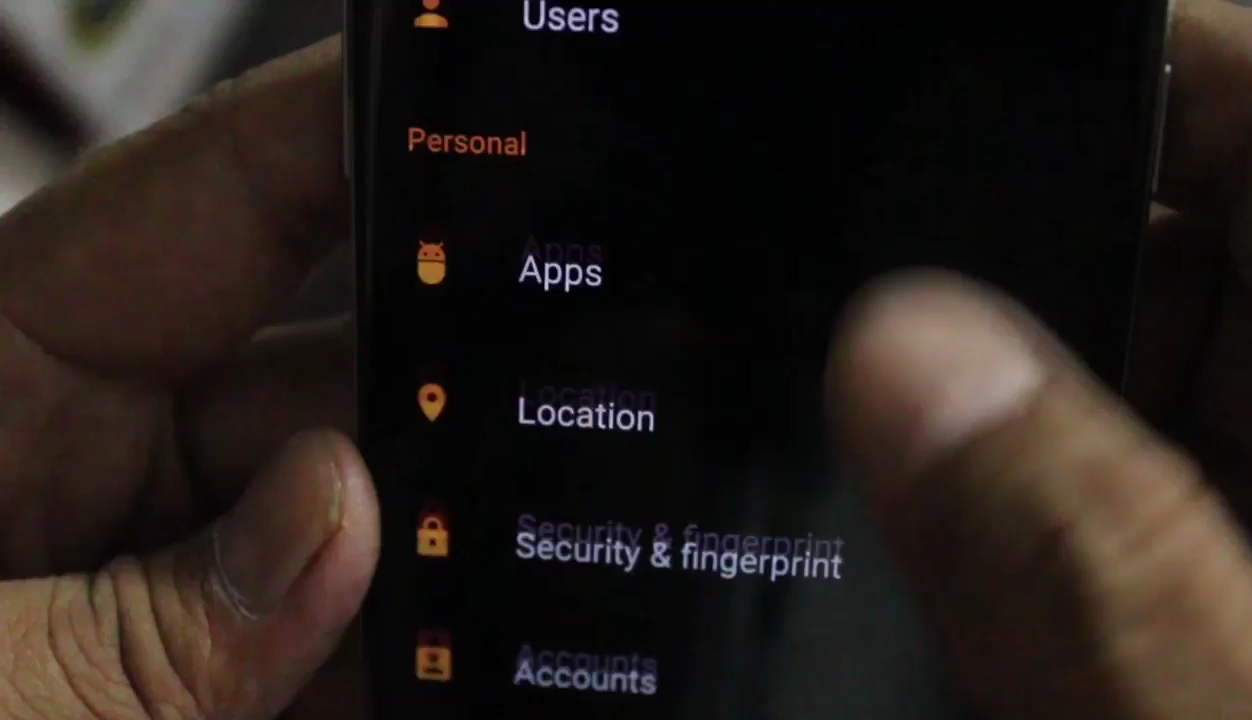 Users
Personal
Apps
Location
Security & fingerprint
Accounts